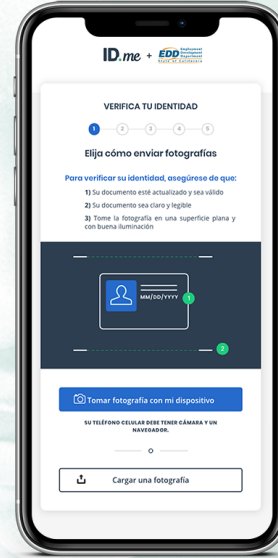 ID.me + EDD Employment
Development
Department
State of California
VERIFICA TU IDENTIDAD
1 2 3 4 5
Elija cómo enviar fotografías
Para verificar su identidad, asegúrese de que:
1) Su documento esté actualizado y sea válido
2) Su documento sea claro y legible
3) Tome la fotografía en una superficie plana y
con buena iluminación
MM/DD/YYYY 1
2
Tomar fotografía con mi dispositivo
SU TELÉFONO CELULAR DEBE TENER CÁMARA Y UN
NAVEGADOR.
O
Cargar una fotografía